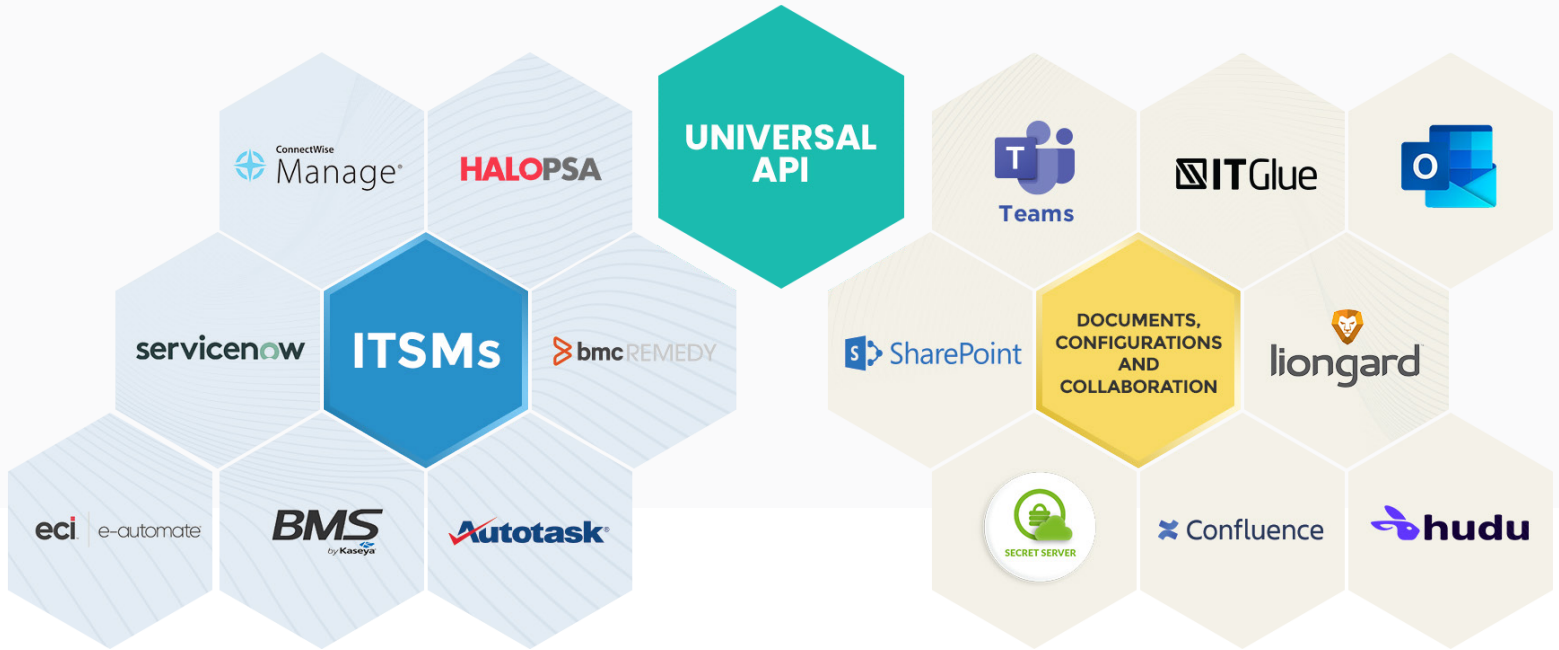 UNIVERSAL
API
ConnectWise
Manage®
HALOPSA
servicenow
ITSMs
bmc REMEDY
eci e-automate
BMS
by Kaseya
Autotask®
T
Teams
ITGlue
O
S SharePoint
DOCUMENTS,
CONFIGURATIONS
AND
COLLABORATION
liongard
SECRET SERVER
Confluence
hudu